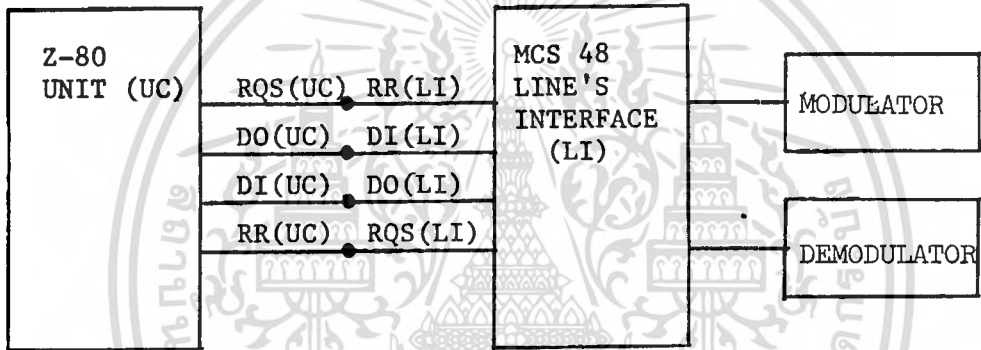 Z-80
UNIT (UC)
RQS(UC) RR(LI)
DO(UC) DI(LI)
DI(UC) DO(LI)
RR(UC) RQS(LI)
MCS 48
LINE'S
INTERFACE
(LI)
MODULATOR
DEMODULATOR